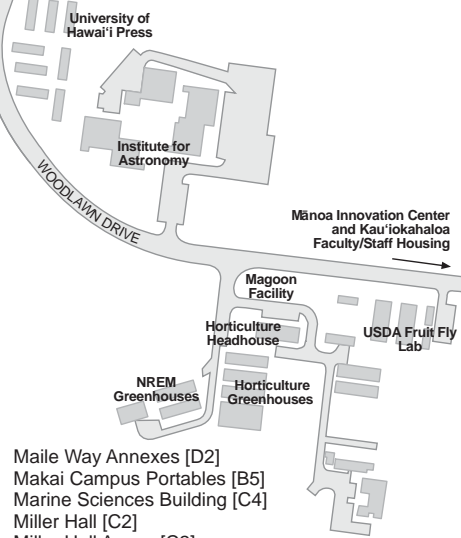 University of
Hawai‘i Press
Institute for
Astronomy
WOODLAWN DRIVE
Mānoa Innovation Center
and Kau‘iokahaloa
Faculty/Staff Housing
Magoon
Facility
Horticulture
Headhouse
USDA Fruit Fly
Lab
NREM
Greenhouses
Horticulture
Greenhouses
Maile Way Annexes [D2]
Makai Campus Portables [B5]
Marine Sciences Building [C4]
Miller Hall [C2]